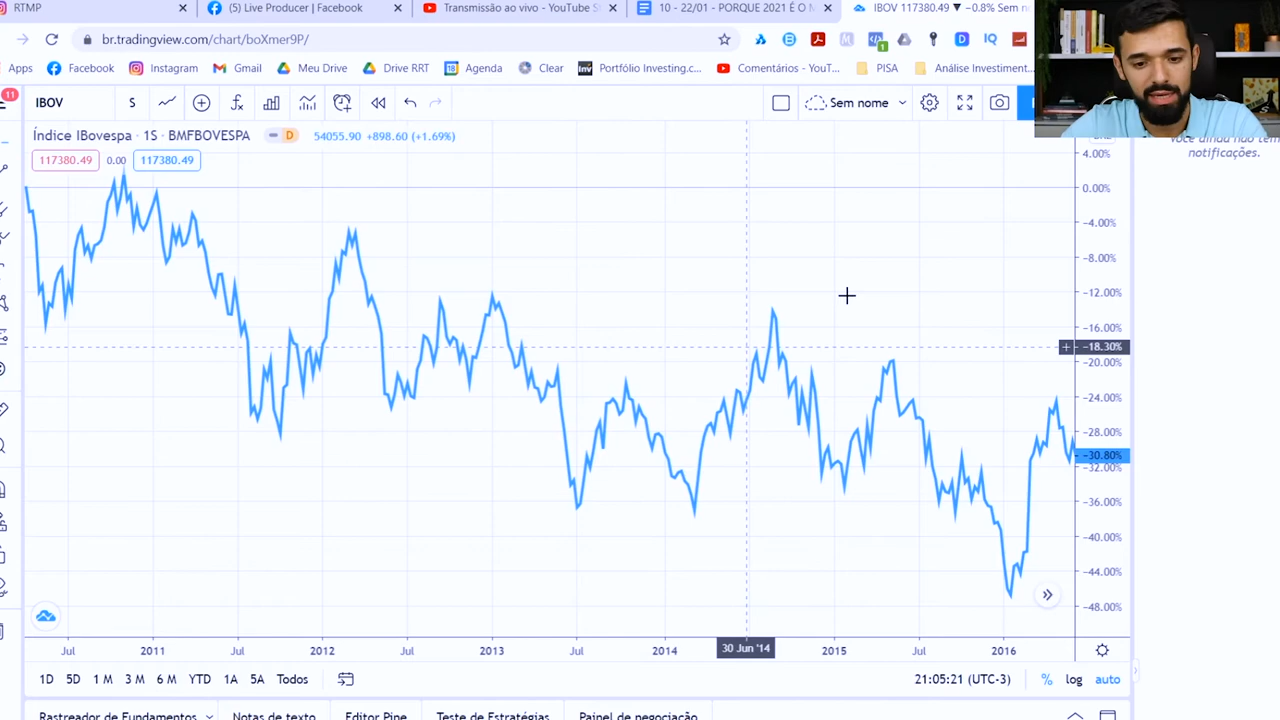 RTMP
(5) Live Producer | Facebook
Transmissão ao vivo - YouTube S
10 - 22/01 - PORQUE 2021 É O M
IBOV 117380.49 ▼ −0.8% Sem n
br.tradingview.com/chart/boXmer9P/
Apps
Facebook
Instagram
Gmail
Meu Drive
Drive RRT
Agenda
Clear
Portfólio Investing.c...
Comentários - YouT...
PISA
Análise Investiment...
11
IBOV
S
Sem nome
notificações.
Índice IBovespa · 1S · BMFBOVESPA
D
54055.90 +898.60 (+1.69%)
117380.49
0.00
117380.49
4.00%
0.00%
−4.00%
−8.00%
−12.00%
−16.00%
−18.30%
−20.00%
−24.00%
−28.00%
−30.80%
−32.00%
−36.00%
−40.00%
−44.00%
−48.00%
Jul
2011
Jul
2012
Jul
2013
Jul
2014
30 Jun '14
2015
Jul
2016
1D
5D
1 M
3 M
6 M
YTD
1A
5A
Todos
21:05:21 (UTC-3)
%
log
auto
Rastreador de Fundamentos
Notas de texto
Editor Pine
Teste de Estratégias
Painel de negociação